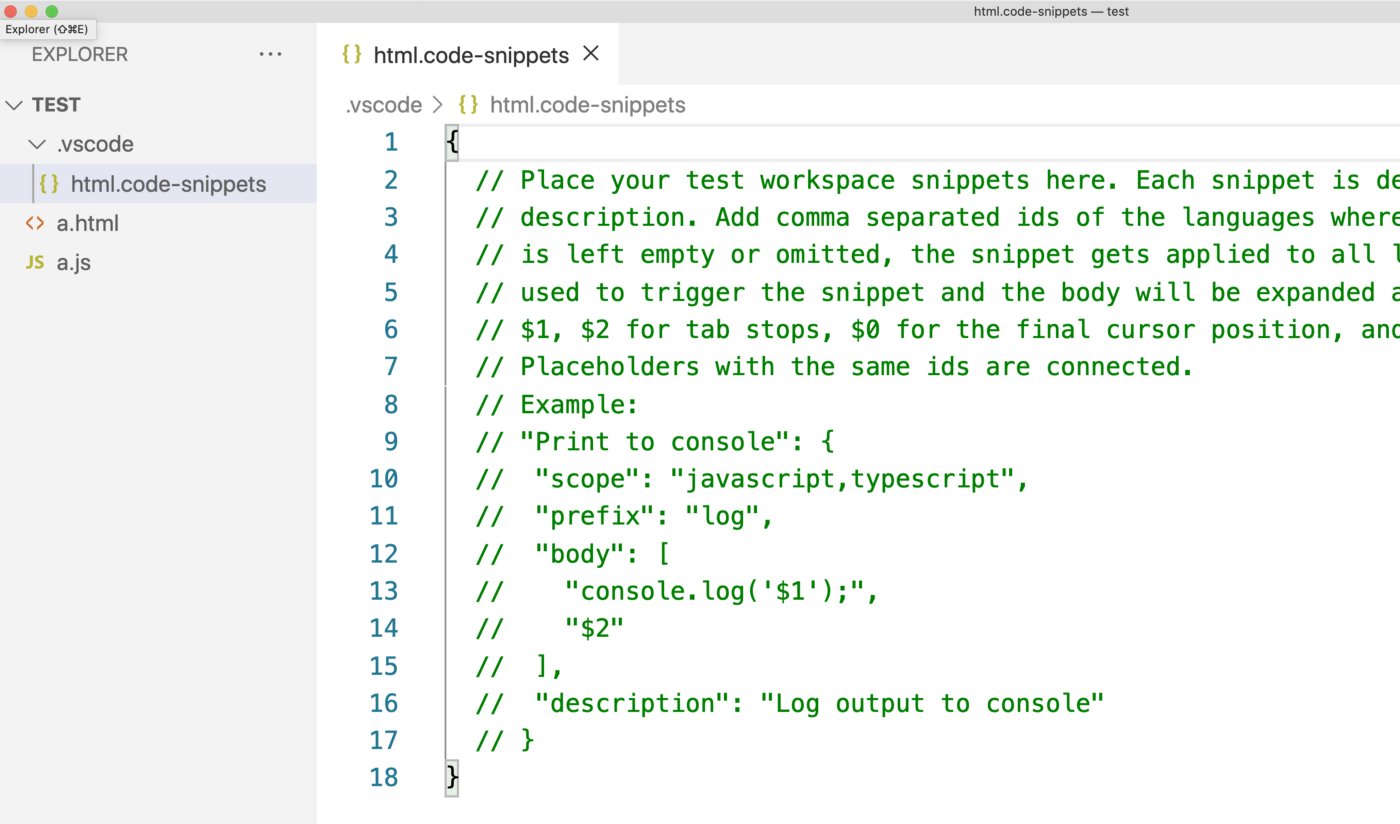 html.code-snippets — test
Explorer (⇧⌘E)
EXPLORER
TEST
.vscode
html.code-snippets
a.html
JS a.js
html.code-snippets
.vscode > {} html.code-snippets
1 {
2 // Place your test workspace snippets here. Each snippet is
3 // description. Add comma separated ids of the languages where
4 // is left empty or omitted, the snippet gets applied to all
5 // used to trigger the snippet and the body will be expanded
6 // $1, $2 for tab stops, $0 for the final cursor position, and
7 // Placeholders with the same ids are connected.
8 // Example:
9 // "Print to console": {
10 // "scope": "javascript,typescript",
11 // "prefix": "log",
12 // "body": [
13 // "console.log('$1');",
14 // "$2"
15 // ],
16 // "description": "Log output to console"
17 // }
18 }